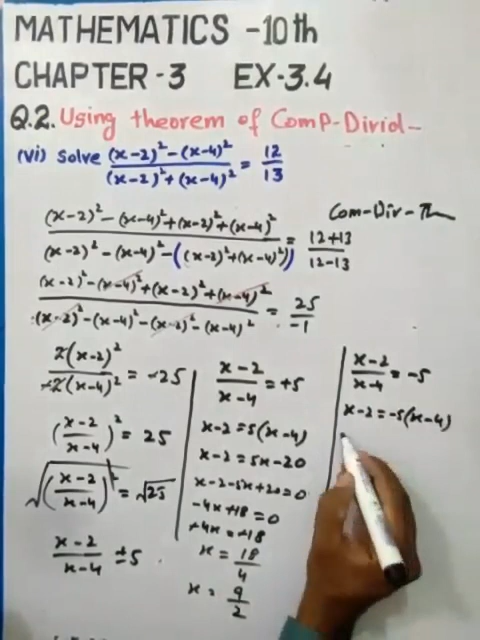 MATHEMATICS -10th
CHAPTER-3 EX-3.4
Q.2. Using theorem of ComP-Divid-
(vi) Solve ((x-2)² - (x-4)²)/((x-2)² + (x-4)²) = 12/13
Com-Div-Th
((x-2)² - (x-4)² + (x-2)² + (x-4)²)/((x-2)² - (x-4)² - ((x-2)² + (x-4)²)) = (12+13)/(12-13)
((x-2)² - (x-4)² + (x-2)² + (x-4)²)/((x-2)² - (x-4)² - (x-2)² - (x-4)²) = 25/-1
2(x-2)²/-2(x-4)² = -25
((x-2)/(x-4))² = 25
√((x-2)/(x-4))² = √25
(x-2)/(x-4) = ±5
(x-2)/(x-4) = +5
x-2 = 5(x-4)
x-2 = 5x-20
x-2-5x+20=0
-4x+18=0
-4x=-18
x = 18/4
x = 9/2
(x-2)/(x-4) = -5
x-2 = -5(x-4)